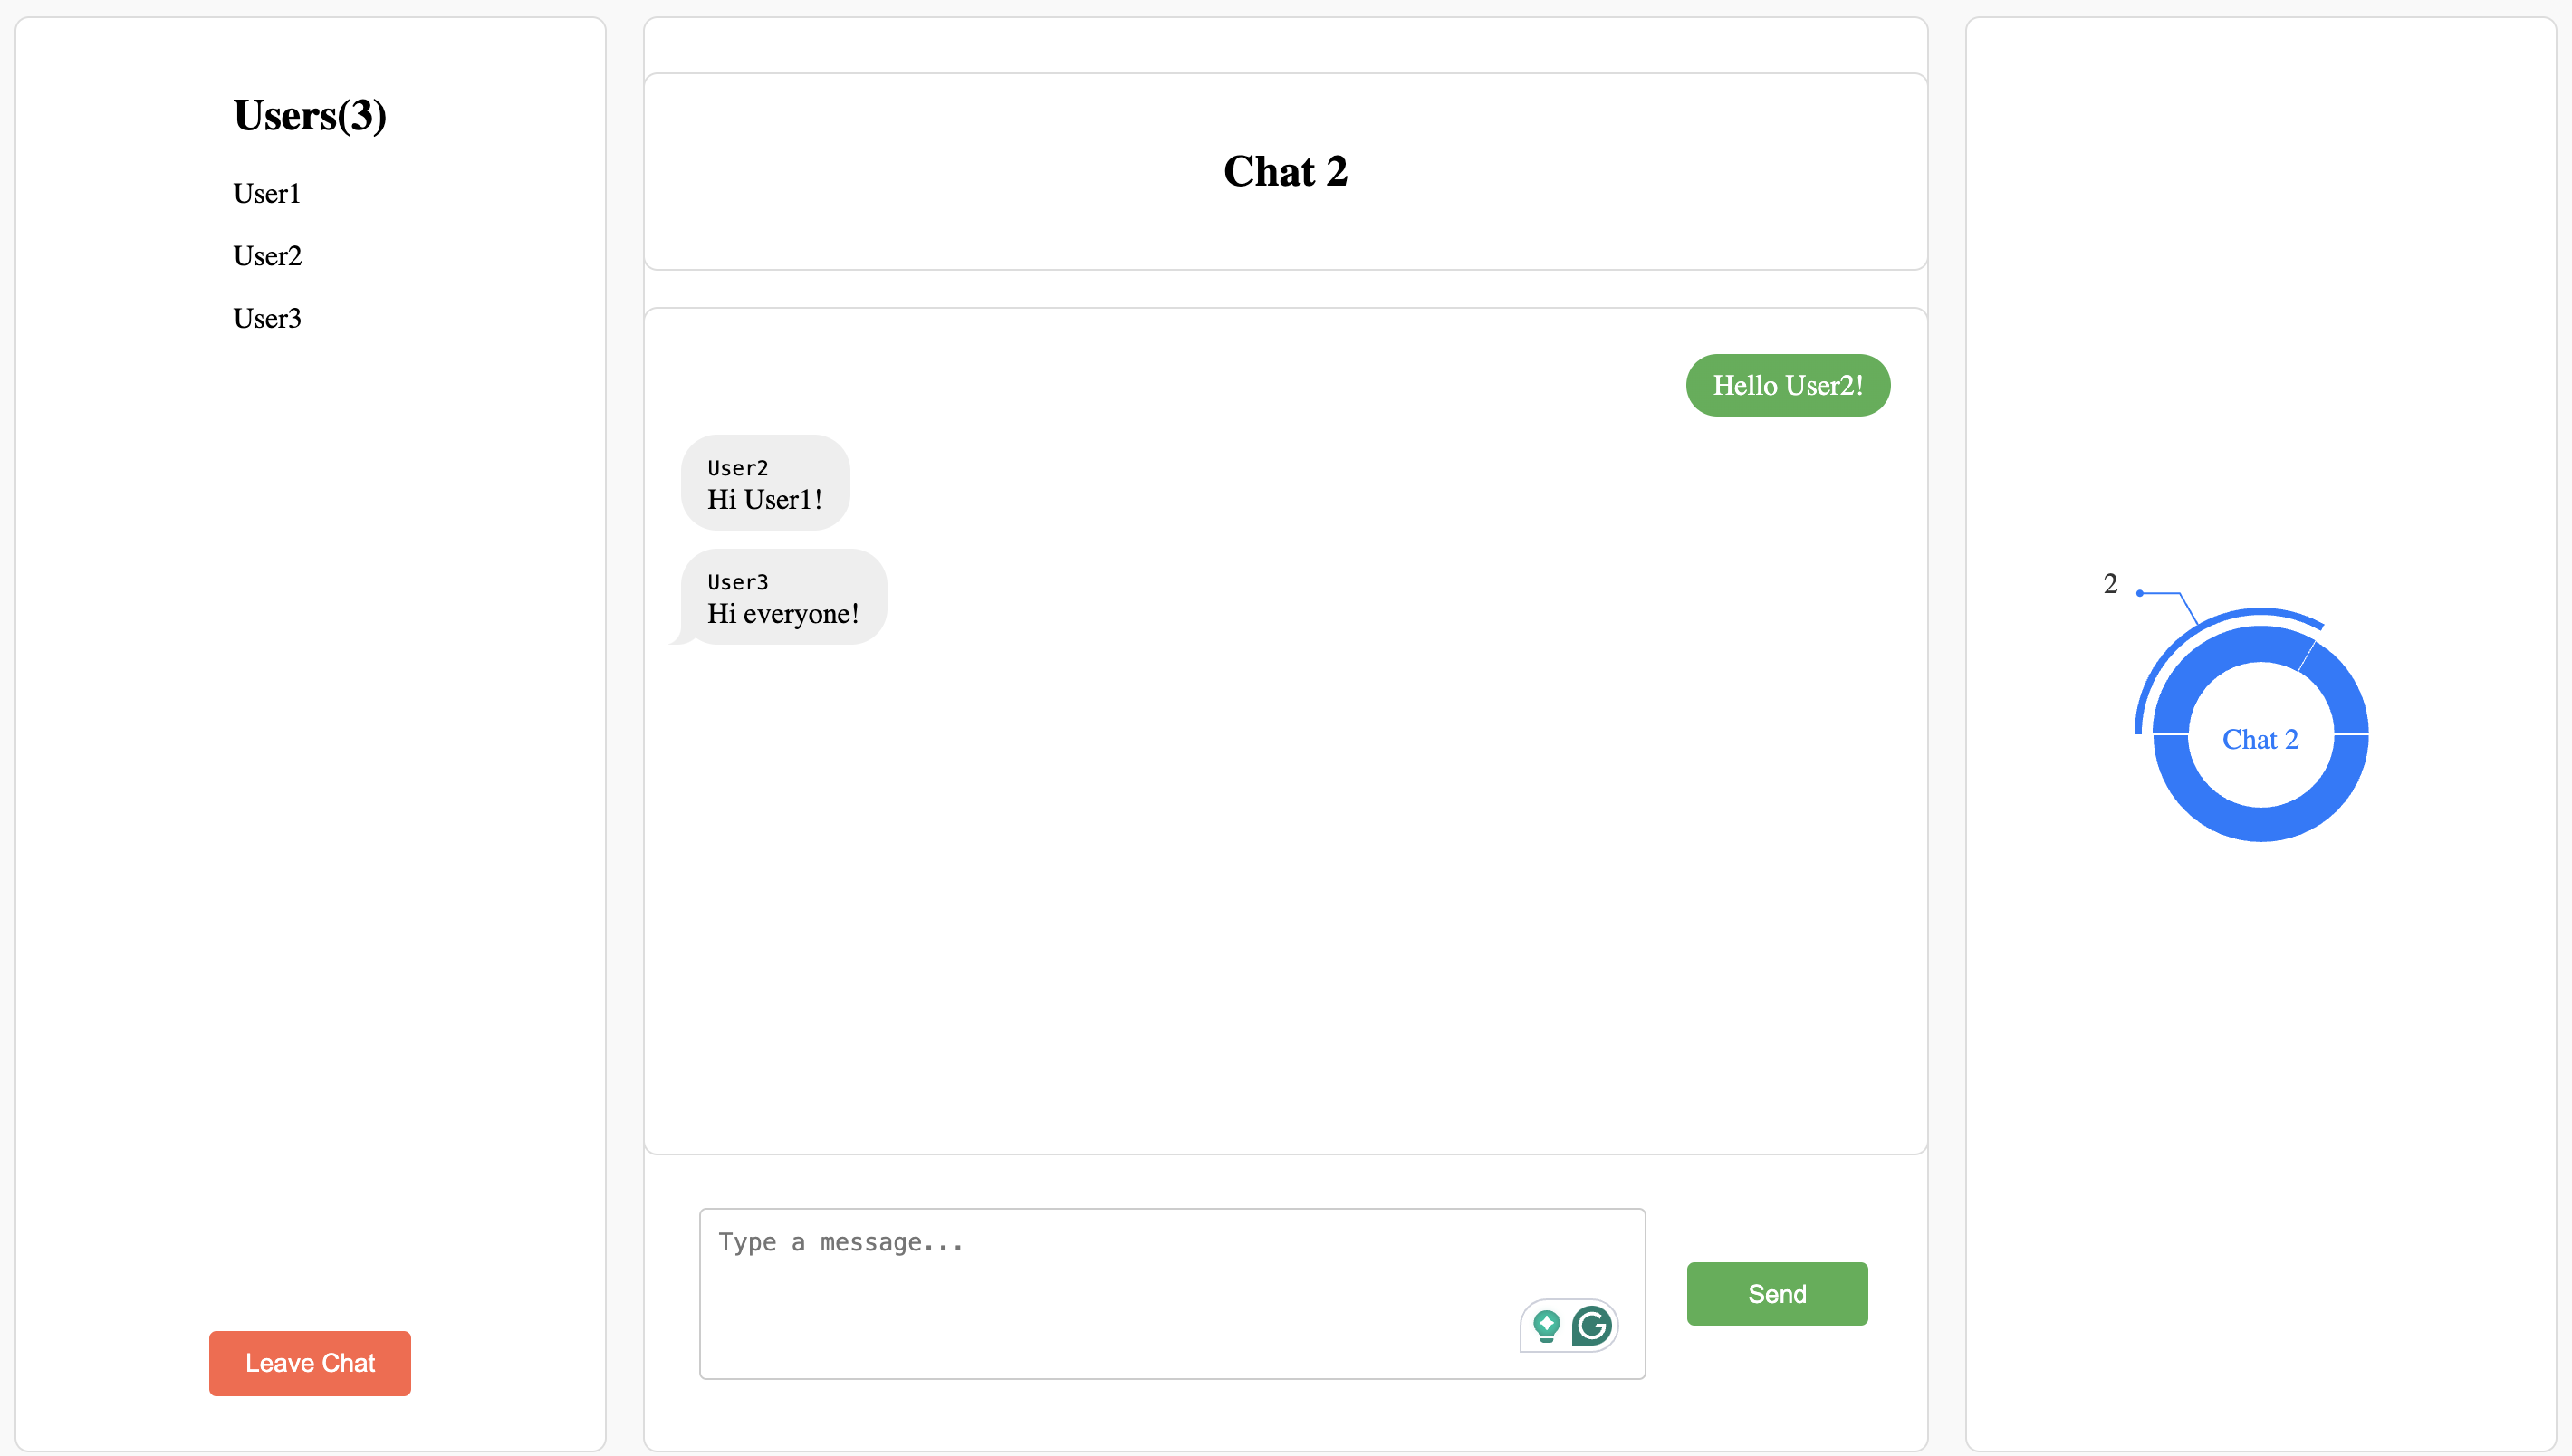 Users(3)
User1
User2
User3
Leave Chat
Chat 2
Hello User2!
User2
Hi User1!
User3
Hi everyone!
Type a message...
Send
2
Chat 2